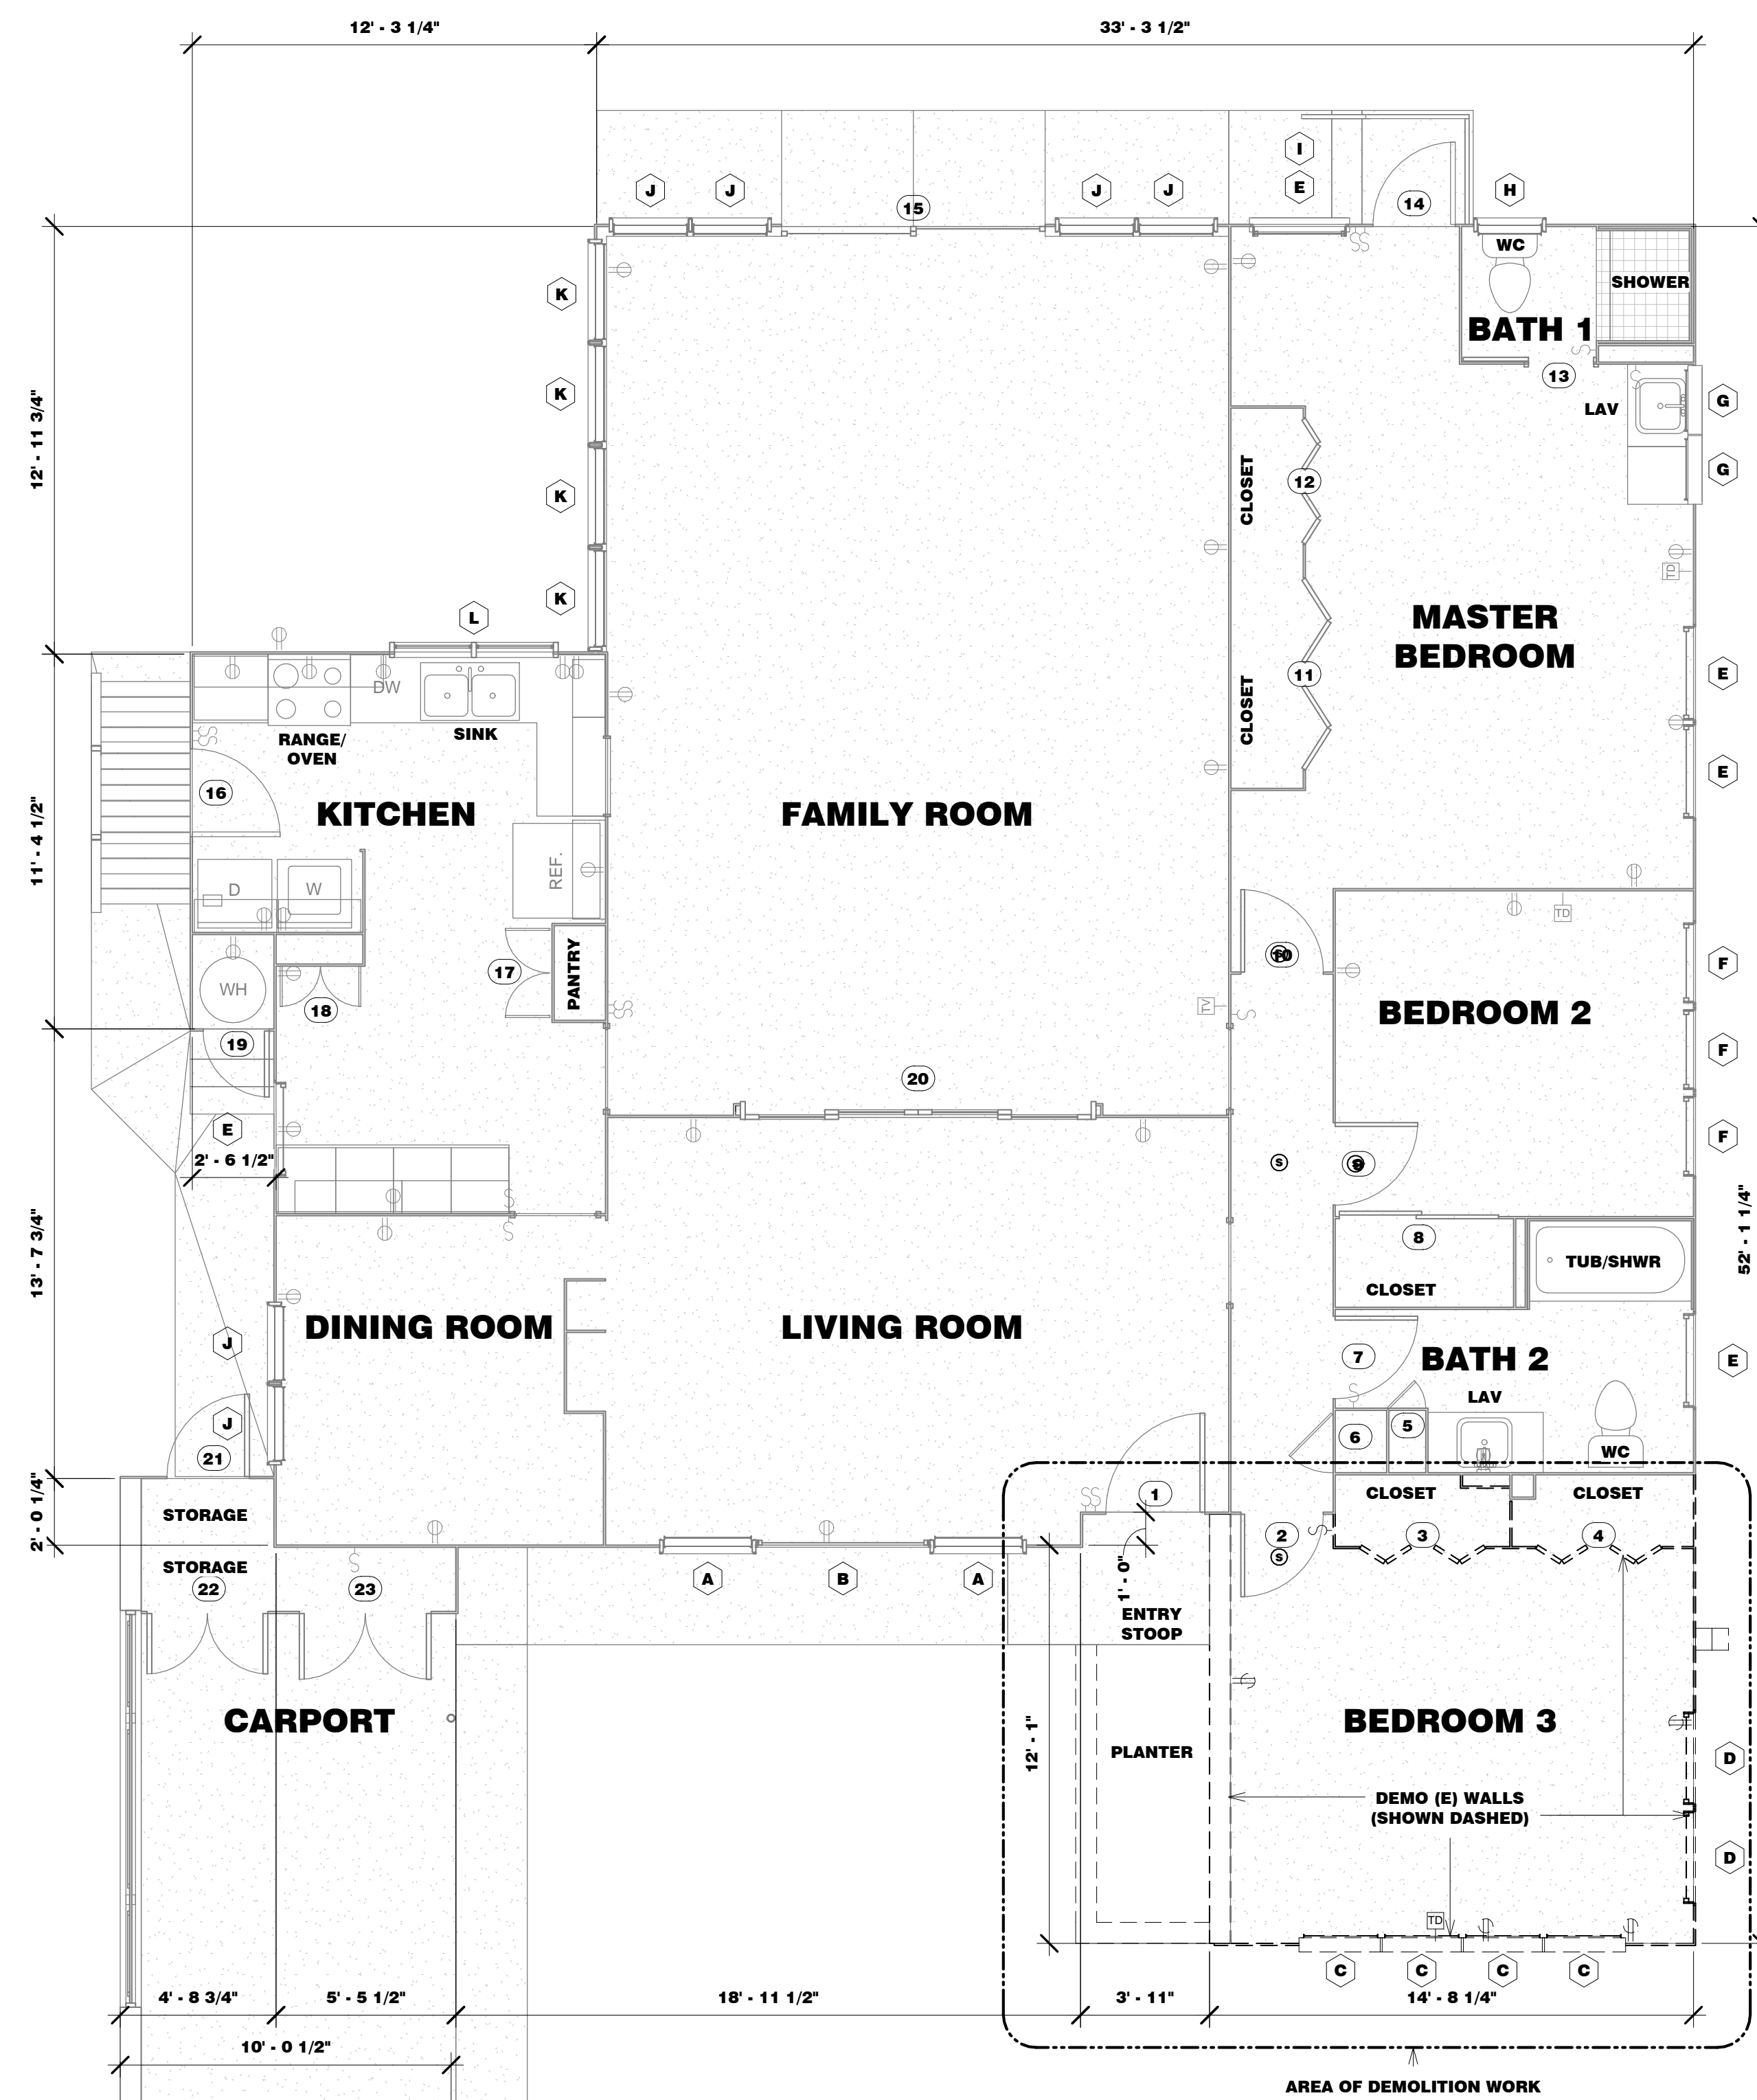 12' - 3 1/4"
33' - 3 1/2"
I
J
J
J
J
E
H
15
14
WC
SHOWER
K
BATH 1
13
12' - 11 3/4"
K
LAV
G
CLOSET
12
G
K
TD
K
L
MASTER
BEDROOM
DW
CLOSET
11
E
SINK
RANGE/
OVEN
E
16
KITCHEN
FAMILY ROOM
11' - 4 1/2"
D
W
REF.
TD
17
PANTRY
10
F
WH
18
TV
BEDROOM 2
19
F
20
E
F
2' - 6 1/2"
S
9
52' - 1 1/4"
13' - 7 3/4"
8
TUB/SHWR
CLOSET
DINING ROOM
LIVING ROOM
J
7
BATH 2
E
LAV
J
5
6
21
WC
2' - 0 1/4"
1
CLOSET
CLOSET
STORAGE
2
3
4
STORAGE
S
22
23
A
B
A
1' - 0"
ENTRY
STOOP
CARPORT
12' - 1"
BEDROOM 3
PLANTER
D
DEMO (E) WALLS
(SHOWN DASHED)
D
TD
C
C
C
C
4' - 8 3/4"
5' - 5 1/2"
18' - 11 1/2"
3' - 11"
14' - 8 1/4"
10' - 0 1/2"
AREA OF DEMOLITION WORK